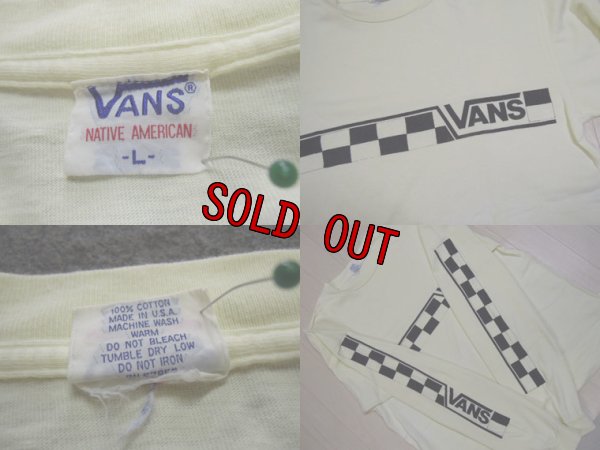 VANS®
NATIVE AMERICAN
-L-
VANS
SOLD OUT
100% COTTON
MADE IN U.S.A.
MACHINE WASH
WARM
DO NOT BLEACH
TUMBLE DRY LOW
DO NOT IRON
VANS